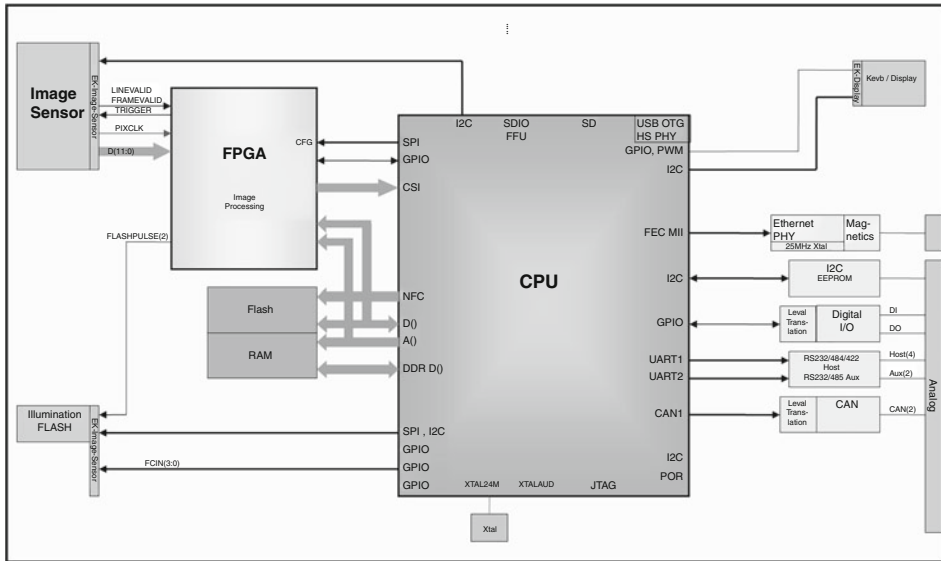 Image
Sensor
EK-Image-Sensor
LINEVALID
FRAMEVALID
TRIGGER
PIXCLK
D(11:0)
FLASHPULSE(2)
FPGA
CFG
Image
Processing
Flash
RAM
Illumination
FLASH
EK-Image-Sensor
FCIN(3:0)
I2C
SDIO
FFU
SD
USB OTG
HS PHY
SPI
GPIO
CSI
NFC
D()
A()
DDR D()
SPI , I2C
GPIO
GPIO
GPIO
CPU
GPIO, PWM
I2C
FEC MII
I2C
GPIO
UART1
UART2
CAN1
I2C
POR
XTAL24M
XTALAUD
JTAG
Xtal
EK-Display
Kevb / Display
Ethernet
PHY
25MHz Xtal
Mag-
netics
I2C
EEPROM
Leval
Trans-
lation
Digital
I/O
DI
DO
RS232/484/422
Host
RS232/485 Aux
Host(4)
Aux(2)
Leval
Trans-
lation
CAN
CAN(2)
Analog